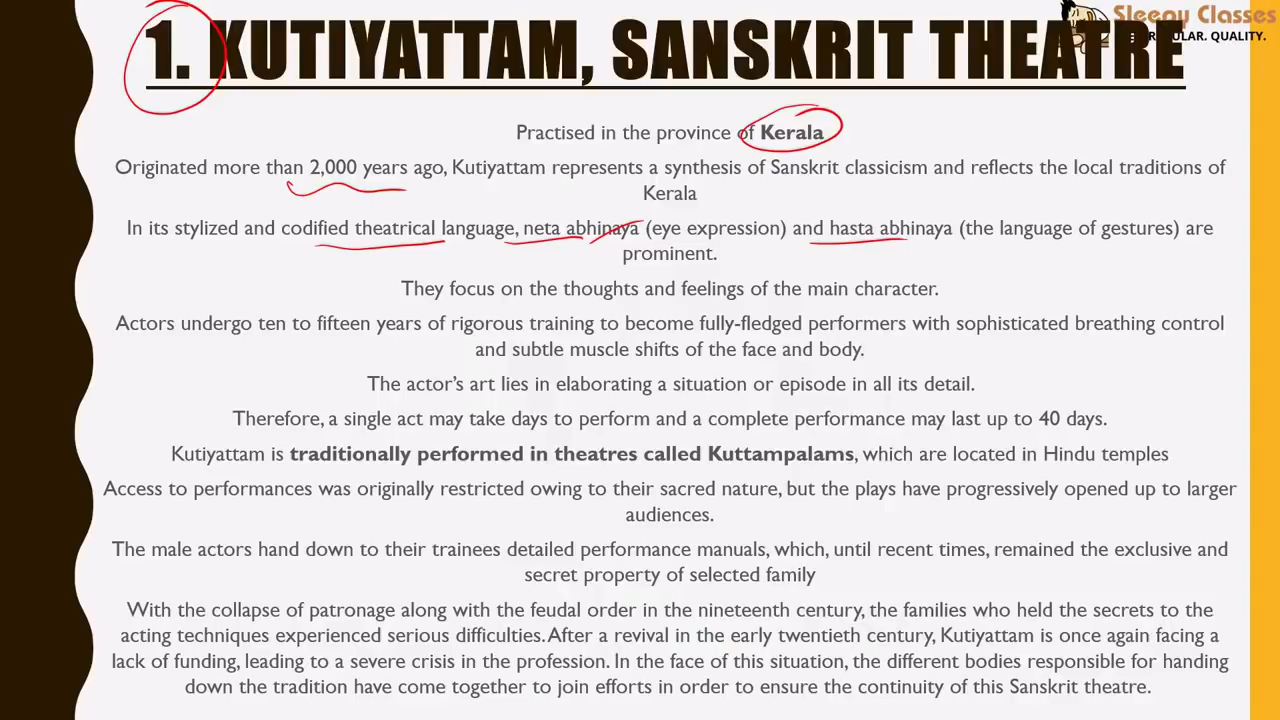 1. KUTIYATTAM, SANSKRIT THEATRE
Sleepy Classes
QUALITY.
Practised in the province of Kerala
Originated more than 2,000 years ago, Kutiyattam represents a synthesis of Sanskrit classicism and reflects the local traditions of
Kerala
In its stylized and codified theatrical language, neta abhinaya (eye expression) and hasta abhinaya (the language of gestures) are
prominent.
They focus on the thoughts and feelings of the main character.
Actors undergo ten to fifteen years of rigorous training to become fully-fledged performers with sophisticated breathing control
and subtle muscle shifts of the face and body.
The actor's art lies in elaborating a situation or episode in all its detail.
Therefore, a single act may take days to perform and a complete performance may last up to 40 days.
Kutiyattam is traditionally performed in theatres called Kuttampalams, which are located in Hindu temples
Access to performances was originally restricted owing to their sacred nature, but the plays have progressively opened up to larger
audiences.
The male actors hand down to their trainees detailed performance manuals, which, until recent times, remained the exclusive and
secret property of selected family
With the collapse of patronage along with the feudal order in the nineteenth century, the families who held the secrets to the
acting techniques experienced serious difficulties. After a revival in the early twentieth century, Kutiyattam is once again facing a
lack of funding, leading to a severe crisis in the profession. In the face of this situation, the different bodies responsible for handing
down the tradition have come together to join efforts in order to ensure the continuity of this Sanskrit theatre.